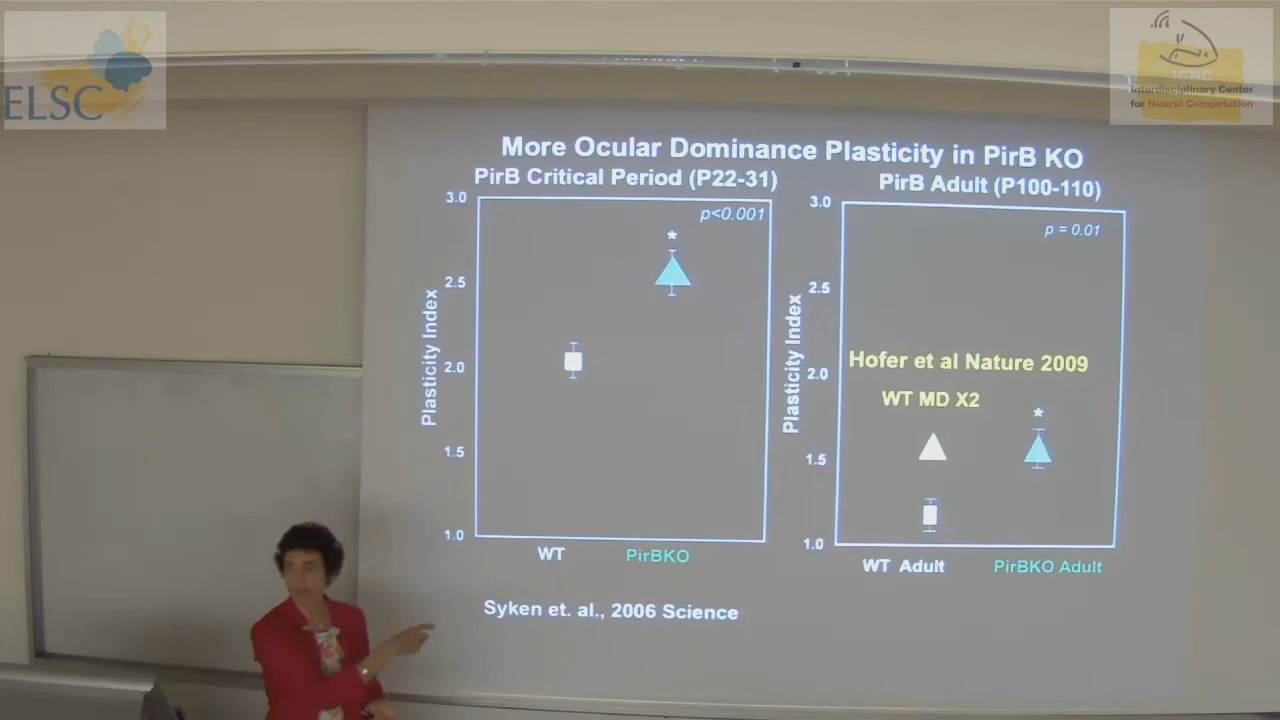 ELSC
ICNC
Interdisciplinary Center
for Neural Computation
More Ocular Dominance Plasticity in PirB KO
PirB Critical Period (P22-31)
3.0
p<0.001
*
2.5
Plasticity Index
2.0
1.5
1.0
WT PirBKO
PirB Adult (P100-110)
3.0
p = 0.01
2.5
Plasticity Index
2.0
Hofer et al Nature 2009
WT MD X2
*
1.5
1.0
WT Adult PirBKO Adult
Syken et. al., 2006 Science